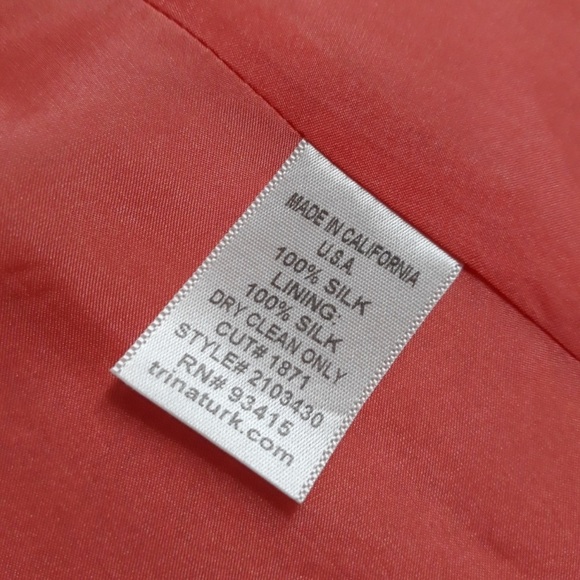 MADE IN CALIFORNIA
U.S.A.
100% SILK
LINING:
100% SILK
DRY CLEAN ONLY
CUT# 1871
STYLE# 2103430
RN# 93415
trinaturk.com